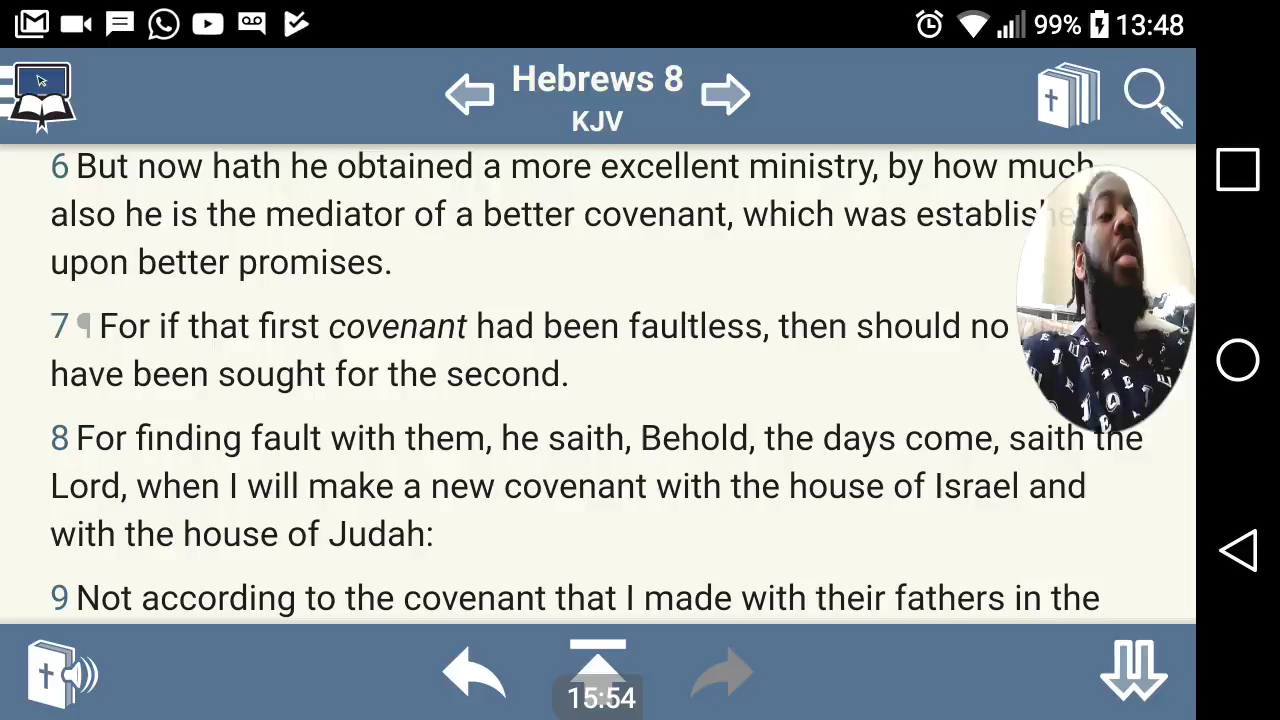 99% 13:48
Hebrews 8
KJV
6 But now hath he obtained a more excellent ministry, by how much
also he is the mediator of a better covenant, which was established
upon better promises.
7 ¶ For if that first covenant had been faultless, then should no
have been sought for the second.
8 For finding fault with them, he saith, Behold, the days come, saith the
Lord, when I will make a new covenant with the house of Israel and
with the house of Judah:
9 Not according to the covenant that I made with their fathers in the
15:54